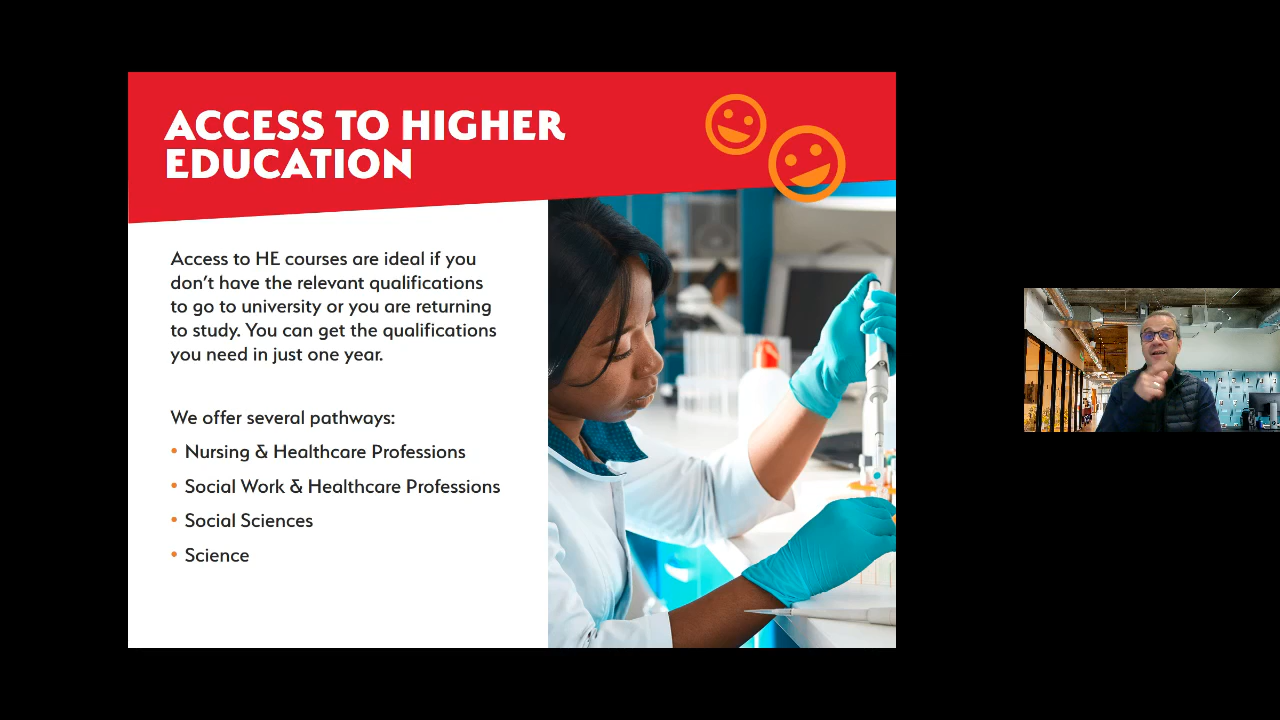 ACCESS TO HIGHER
EDUCATION
Access to HE courses are ideal if you
don't have the relevant qualifications
to go to university or you are returning
to study. You can get the qualifications
you need in just one year.
We offer several pathways:
• Nursing & Healthcare Professions
• Social Work & Healthcare Professions
• Social Sciences
• Science